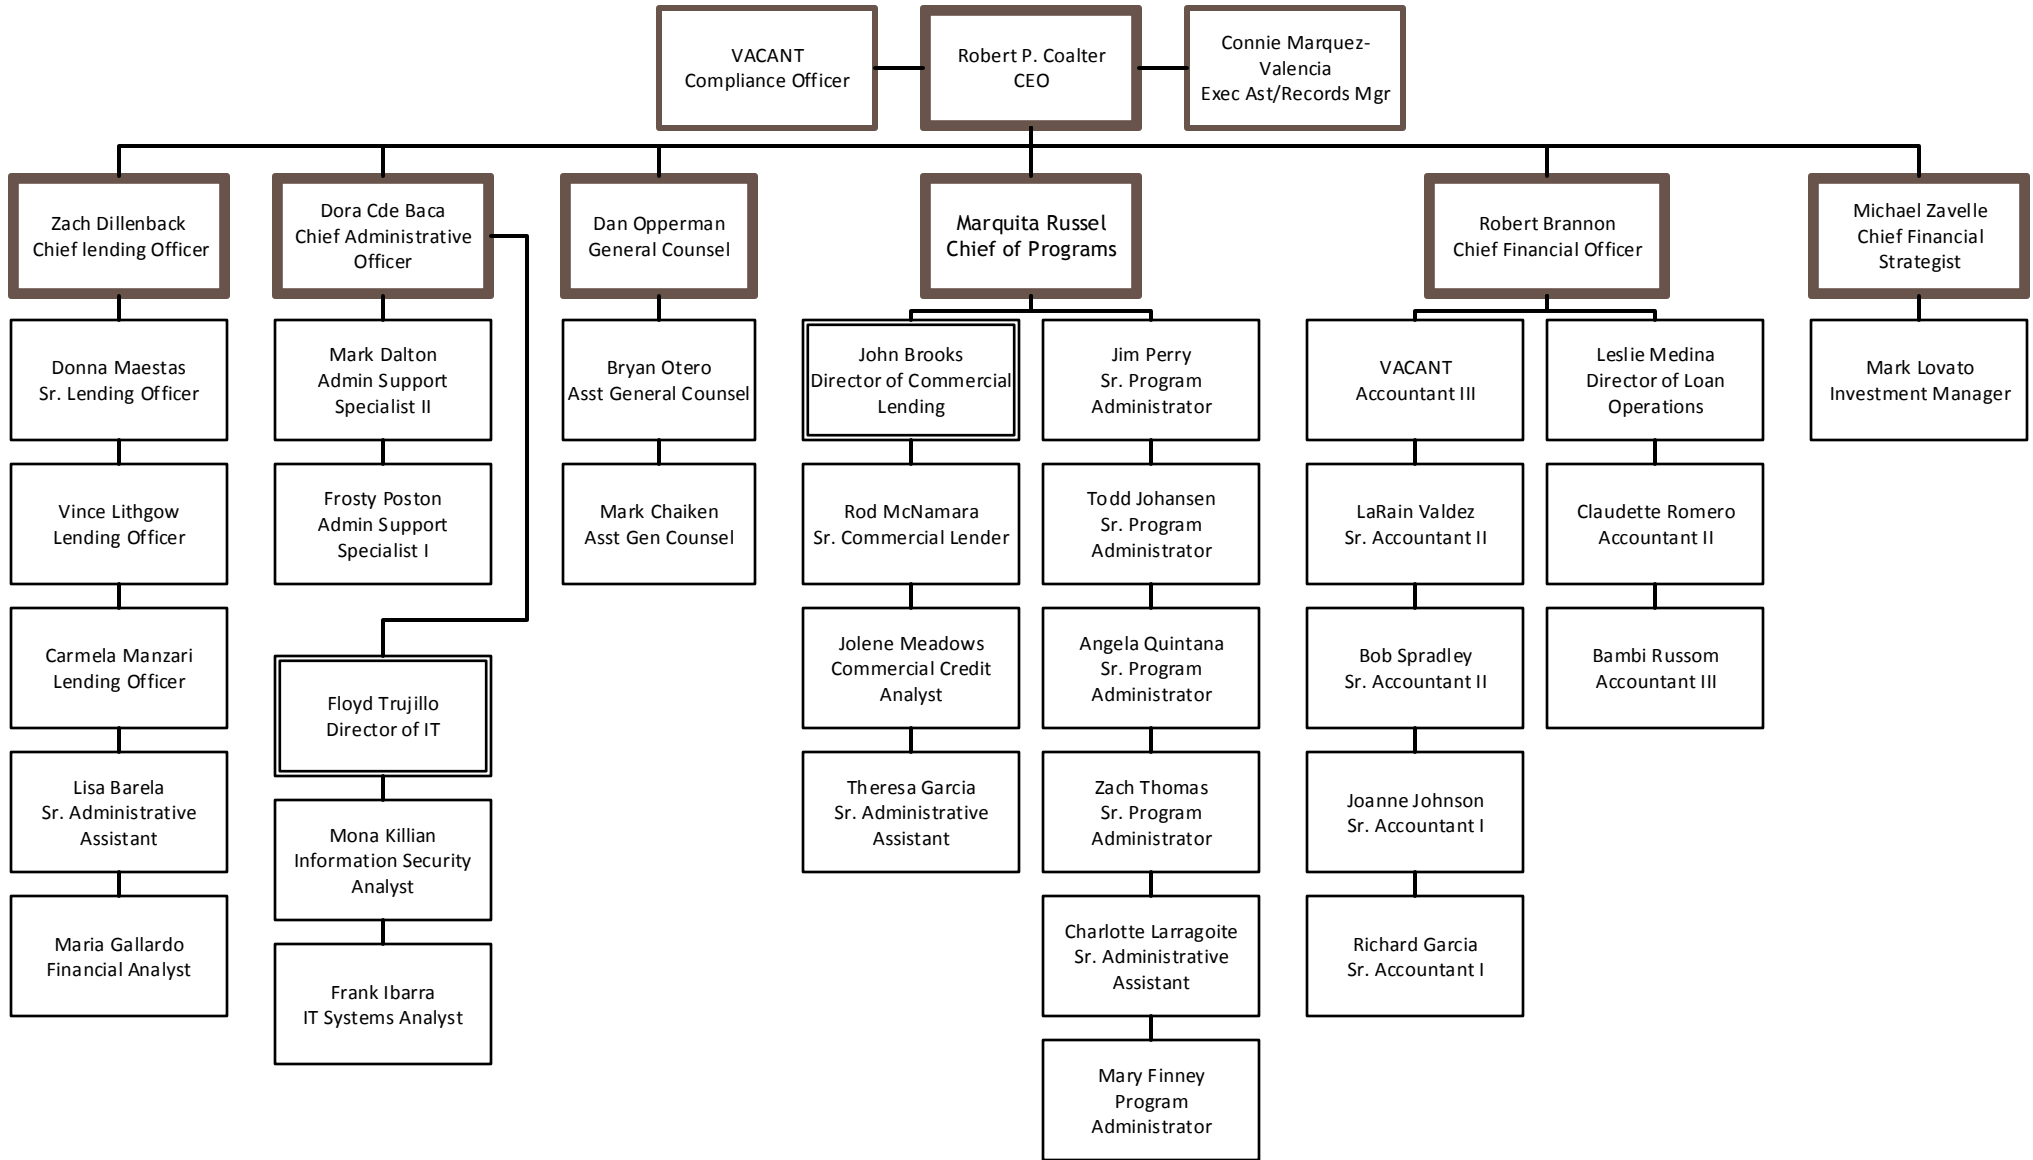 VACANT
Compliance Officer
Robert P. Coalter
CEO
Connie Marquez-
Valencia
Exec Ast/Records Mgr
Zach Dillenback
Chief lending Officer
Dora Cde Baca
Chief Administrative
Officer
Dan Opperman
General Counsel
Marquita Russel
Chief of Programs
Robert Brannon
Chief Financial Officer
Michael Zavelle
Chief Financial
Strategist
Donna Maestas
Sr. Lending Officer
Mark Dalton
Admin Support
Specialist II
Bryan Otero
Asst General Counsel
John Brooks
Director of Commercial
Lending
Jim Perry
Sr. Program
Administrator
VACANT
Accountant III
Leslie Medina
Director of Loan
Operations
Mark Lovato
Investment Manager
Vince Lithgow
Lending Officer
Frosty Poston
Admin Support
Specialist I
Mark Chaiken
Asst Gen Counsel
Rod McNamara
Sr. Commercial Lender
Todd Johansen
Sr. Program
Administrator
LaRain Valdez
Sr. Accountant II
Claudette Romero
Accountant II
Carmela Manzari
Lending Officer
Floyd Trujillo
Director of IT
Jolene Meadows
Commercial Credit
Analyst
Angela Quintana
Sr. Program
Administrator
Bob Spradley
Sr. Accountant II
Bambi Russom
Accountant III
Lisa Barela
Sr. Administrative
Assistant
Mona Killian
Information Security
Analyst
Theresa Garcia
Sr. Administrative
Assistant
Zach Thomas
Sr. Program
Administrator
Joanne Johnson
Sr. Accountant I
Maria Gallardo
Financial Analyst
Frank Ibarra
IT Systems Analyst
Charlotte Larragoite
Sr. Administrative
Assistant
Richard Garcia
Sr. Accountant I
Mary Finney
Program
Administrator